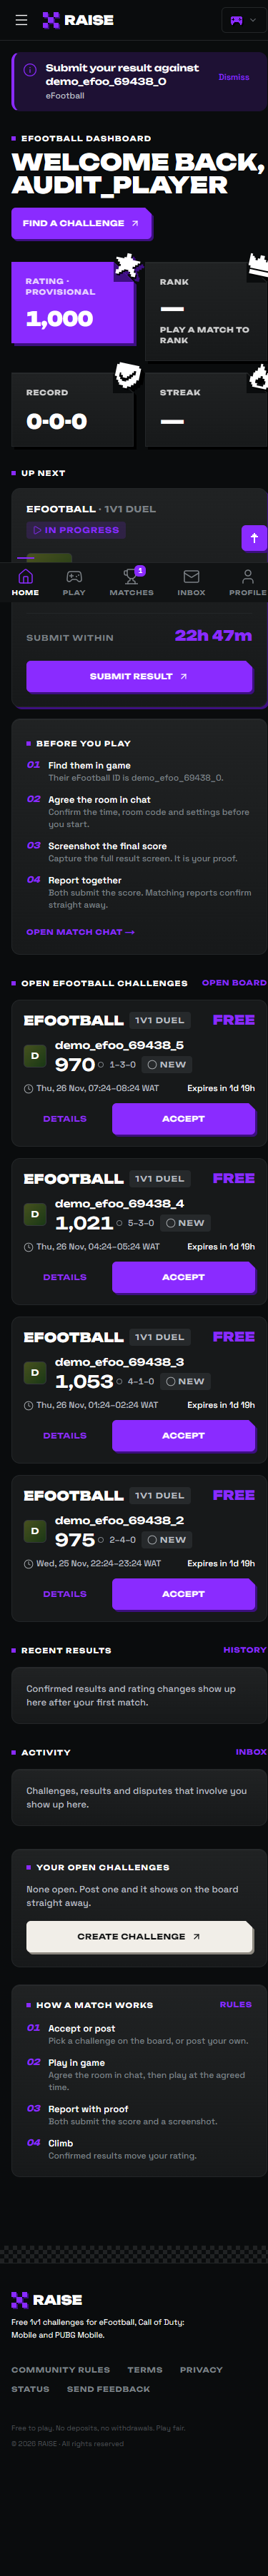 RAISE
Submit your result against
demo_efoo_69438_0
eFootball
Dismiss
EFOOTBALL DASHBOARD
WELCOME BACK,
AUDIT_PLAYER
FIND A CHALLENGE
RATING ·
PROVISIONAL
1,000
RANK
—
PLAY A MATCH TO
RANK
RECORD
0-0-0
STREAK
—
UP NEXT
EFOOTBALL · 1V1 DUEL
IN PROGRESS
HOME
PLAY
1
MATCHES
INBOX
PROFILE
SUBMIT WITHIN
22h 47m
SUBMIT RESULT
BEFORE YOU PLAY
01 Find them in game
Their eFootball ID is demo_efoo_69438_0.
02 Agree the room in chat
Confirm the time, room code and settings before
you start.
03 Screenshot the final score
Capture the full result screen. It is your proof.
04 Report together
Both submit the score. Matching reports confirm
straight away.
OPEN MATCH CHAT →
OPEN EFOOTBALL CHALLENGES
OPEN BOARD
EFOOTBALL 1V1 DUEL FREE
D
demo_efoo_69438_5
970 1–3–0 NEW
Thu, 26 Nov, 07:24–08:24 WAT
Expires in 1d 19h
DETAILS
ACCEPT
EFOOTBALL 1V1 DUEL FREE
D
demo_efoo_69438_4
1,021 5–3–0 NEW
Thu, 26 Nov, 04:24–05:24 WAT
Expires in 1d 19h
DETAILS
ACCEPT
EFOOTBALL 1V1 DUEL FREE
D
demo_efoo_69438_3
1,053 4–1–0 NEW
Thu, 26 Nov, 01:24–02:24 WAT
Expires in 1d 19h
DETAILS
ACCEPT
EFOOTBALL 1V1 DUEL FREE
D
demo_efoo_69438_2
975 2–4–0 NEW
Wed, 25 Nov, 22:24–23:24 WAT
Expires in 1d 19h
DETAILS
ACCEPT
RECENT RESULTS
HISTORY
Confirmed results and rating changes show up
here after your first match.
ACTIVITY
INBOX
Challenges, results and disputes that involve you
show up here.
YOUR OPEN CHALLENGES
None open. Post one and it shows on the board
straight away.
CREATE CHALLENGE
HOW A MATCH WORKS
RULES
01 Accept or post
Pick a challenge on the board, or post your own.
02 Play in game
Agree the room in chat, then play at the agreed
time.
03 Report with proof
Both submit the score and a screenshot.
04 Climb
Confirmed results move your rating.
RAISE
Free 1v1 challenges for eFootball, Call of Duty:
Mobile and PUBG Mobile.
COMMUNITY RULES
TERMS
PRIVACY
STATUS
SEND FEEDBACK
Free to play. No deposits, no withdrawals. Play fair.
© 2026 RAISE · All rights reserved